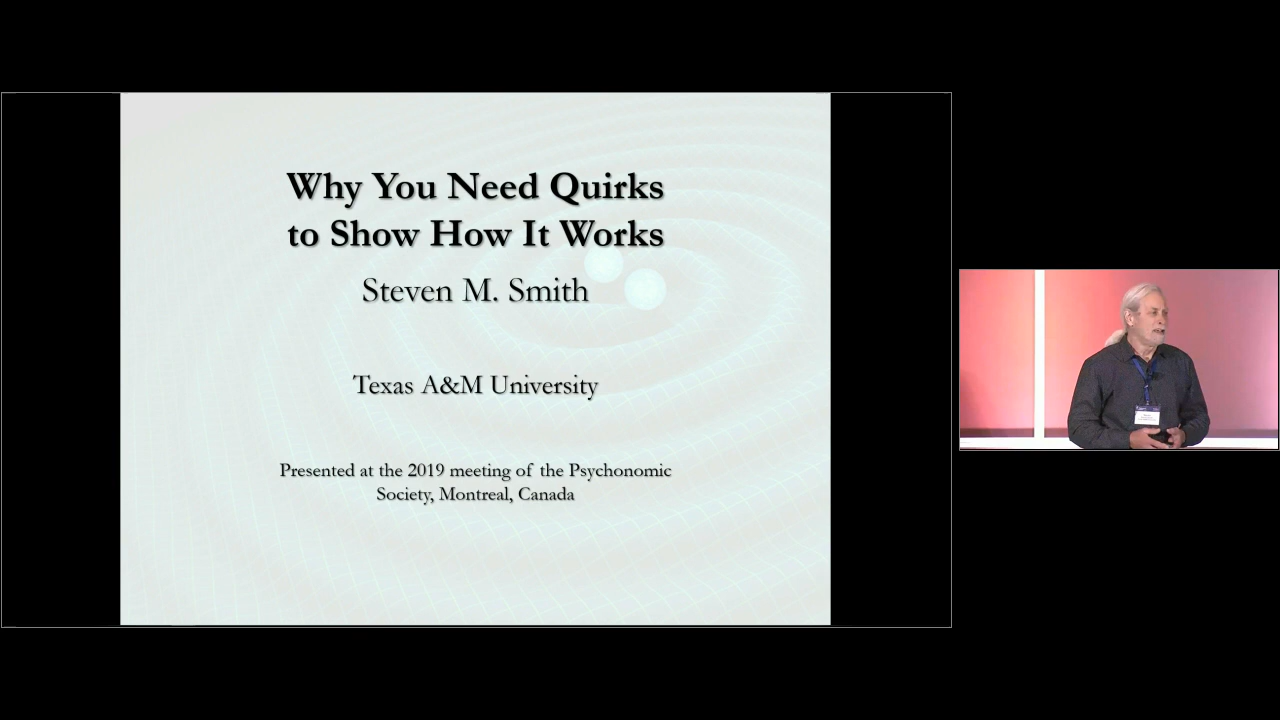 Why You Need Quirks
to Show How It Works
Steven M. Smith
Texas A&M University
Presented at the 2019 meeting of the Psychonomic
Society, Montreal, Canada